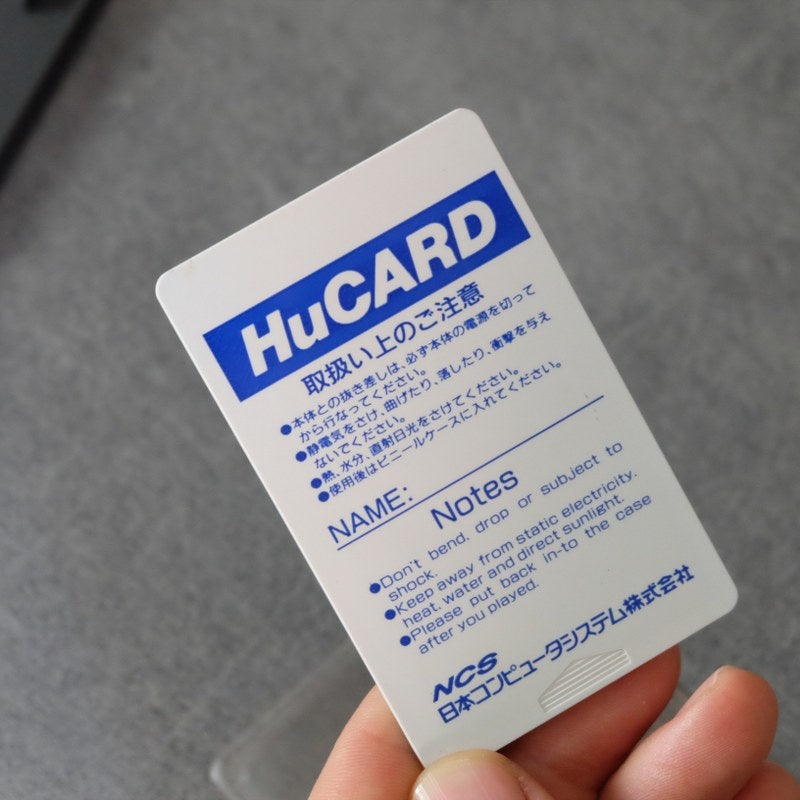 HuCARD
取扱い上のご注意
●本体との抜き差しは、必ず本体の電源を切って
から行なってください。
●静電気をさけ、曲げたり、落したり、衝撃を与え
ないでください。
●熱、水分、直射日光をさけてください。
●使用後はビニールケースに入れてください。
NAME:
Notes
●Don't bend. drop or subject to
shock.
●Keep away from static electricity.
heat. water and direct sunlight.
●Please put back in-to the case
after you played.
NCS
日本コンピュータシステム株式会社